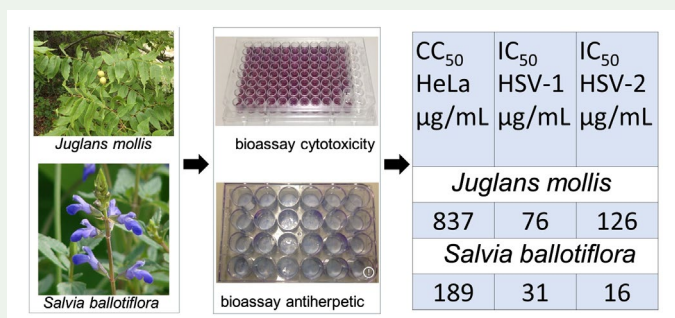 Juglans mollis
Salvia ballotiflora
bioassay cytotoxicity
bioassay antiherpetic
CC50 IC50 IC50
HeLa HSV-1 HSV-2
µg/mL µg/mL µg/mL
Juglans mollis
837 76 126
Salvia ballotiflora
189 31 16